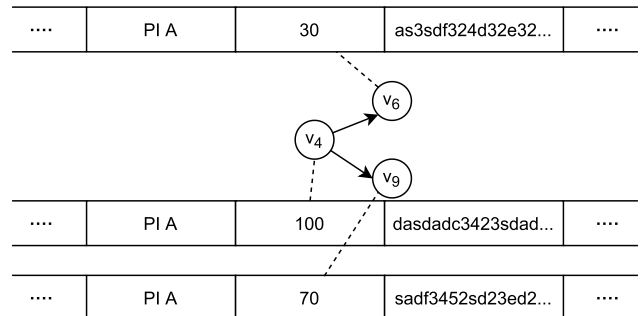 .... PI A 30 as3sdf324d32e32... ....
v6
v4
v9
.... PI A 100 dasdadc3423sdad... ....
.... PI A 70 sadf3452sd23ed2... ....